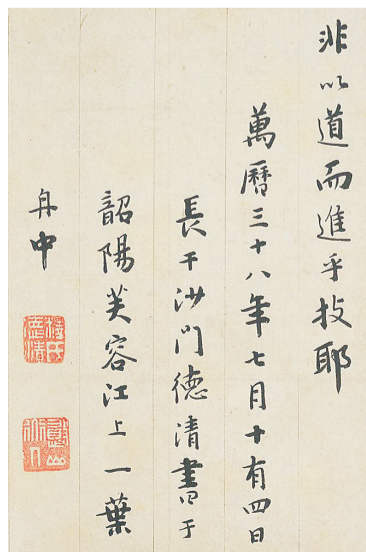 非以道而進乎技耶
萬曆三十八年七月十有四日
長干沙門德清書于
韶陽芙容江上一葉
舟中